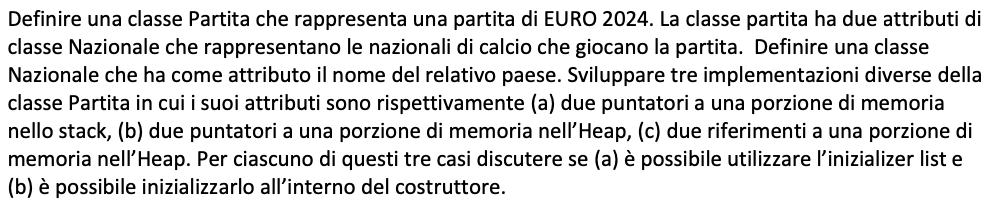 Definire una classe Partita che rappresenta una partita di EURO 2024. La classe partita ha due attributi di
classe Nazionale che rappresentano le nazionali di calcio che giocano la partita.  Definire una classe
Nazionale che ha come attributo il nome del relativo paese. Sviluppare tre implementazioni diverse della
classe Partita in cui i suoi attributi sono rispettivamente (a) due puntatori a una porzione di memoria
nello stack, (b) due puntatori a una porzione di memoria nell’Heap, (c) due riferimenti a una porzione di
memoria nell’Heap. Per ciascuno di questi tre casi discutere se (a) è possibile utilizzare l’inizializer list e
(b) è possibile inizializzarlo all’interno del costruttore.